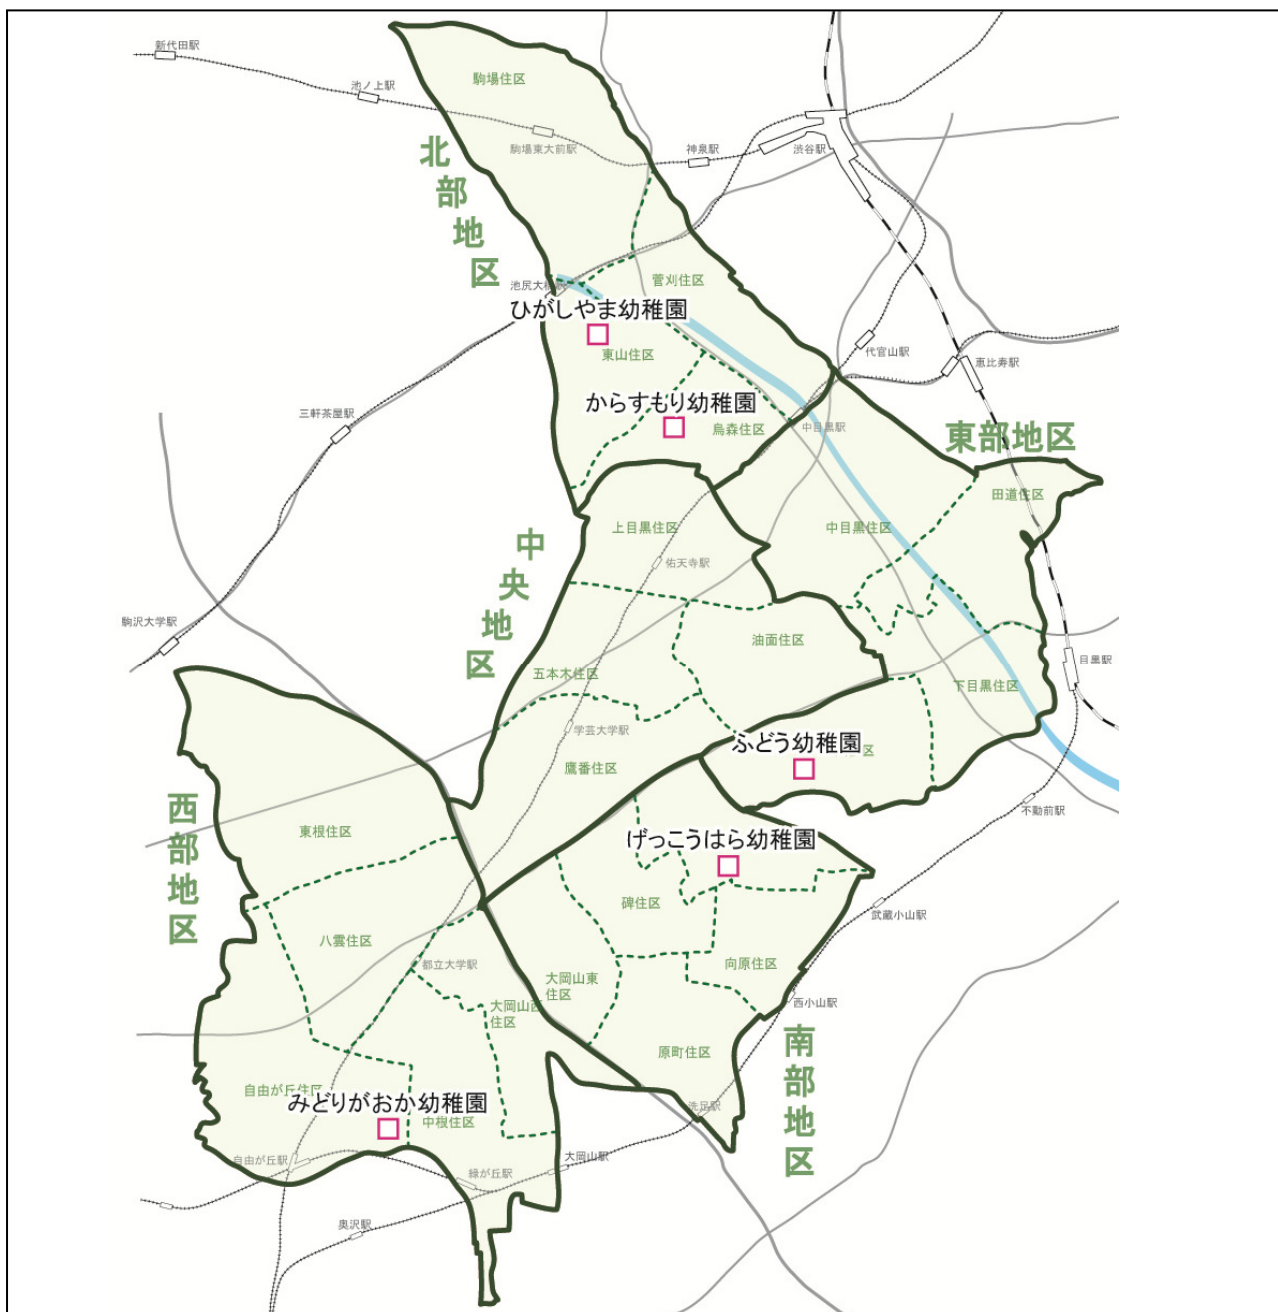 新代田駅
池ノ上駅
駒場住区
駒場東大前駅
神泉駅
渋谷駅
北部地区
池尻大
菅刈住区
ひがしやま幼稚園
東山住区
代官山駅
恵比寿駅
からすもり幼稚園
烏森住区
中目黒駅
三軒茶屋駅
東部地区
田道住区
上目黒住区
中目黒住区
中央地区
祐天寺駅
駒沢大学駅
油面住区
目黒駅
五本木住区
下目黒住区
学芸大学駅
ふどう幼稚園
区
鷹番住区
西部地区
東根住区
不動前駅
げっこうはら幼稚園
碑住区
武蔵小山駅
八雲住区
都立大学駅
向原住区
大岡山東
住区
大岡山西
住区
西小山駅
南部地区
原町住区
自由が丘住区
みどりがおか幼稚園
中根住区
洗足駅
自由が丘駅
緑が丘駅
大岡山駅
奥沢駅